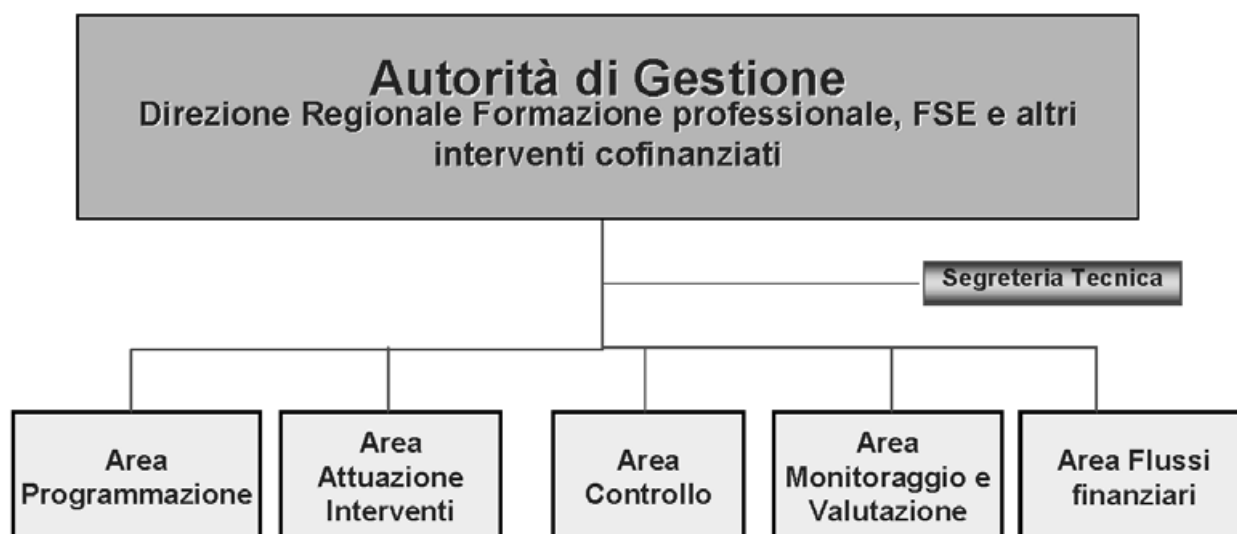 Autorità di Gestione
Direzione Regionale Formazione professionale, FSE e altri
interventi cofinanziati
Segreteria Tecnica
Area
Programmazione
Area
Attuazione
Interventi
Area
Controllo
Area
Monitoraggio e
Valutazione
Area Flussi
finanziari